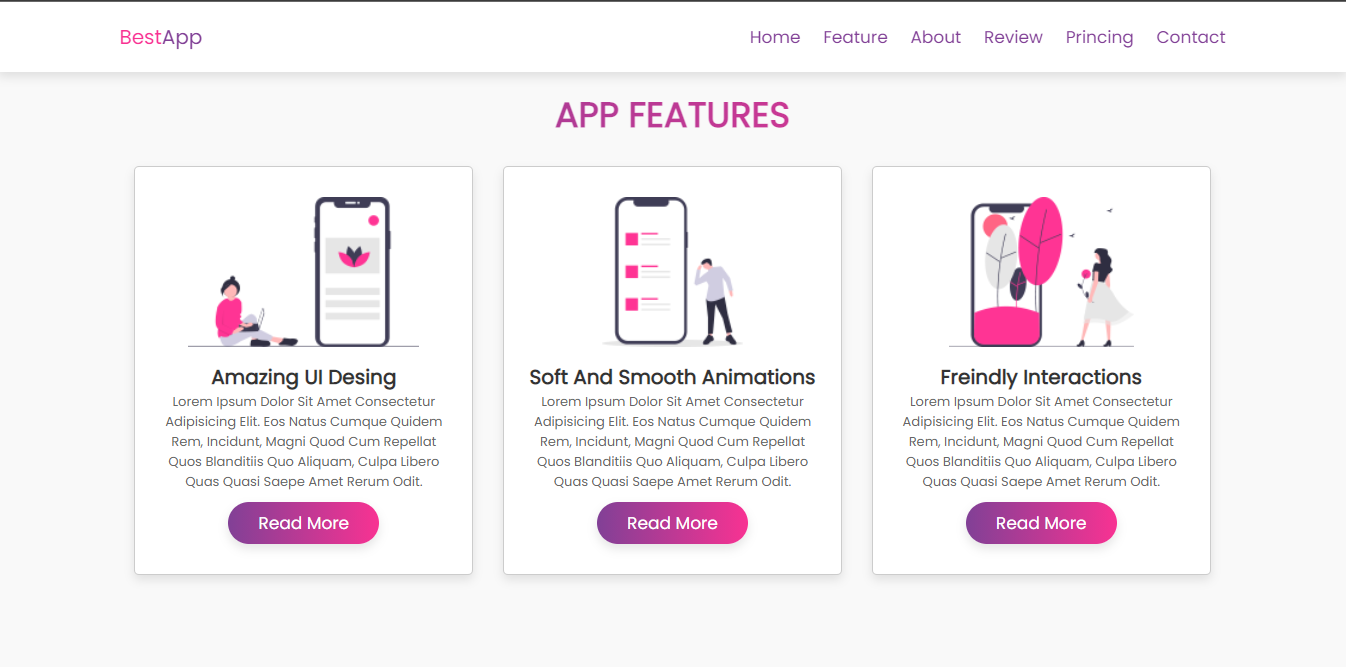 BestApp
Home Feature About Review Princing Contact
APP FEATURES
Amazing UI Desing
Lorem Ipsum Dolor Sit Amet Consectetur
Adipisicing Elit. Eos Natus Cumque Quidem
Rem, Incidunt, Magni Quod Cum Repellat
Quos Blanditiis Quo Aliquam, Culpa Libero
Quas Quasi Saepe Amet Rerum Odit.
Read More
Soft And Smooth Animations
Lorem Ipsum Dolor Sit Amet Consectetur
Adipisicing Elit. Eos Natus Cumque Quidem
Rem, Incidunt, Magni Quod Cum Repellat
Quos Blanditiis Quo Aliquam, Culpa Libero
Quas Quasi Saepe Amet Rerum Odit.
Read More
Freindly Interactions
Lorem Ipsum Dolor Sit Amet Consectetur
Adipisicing Elit. Eos Natus Cumque Quidem
Rem, Incidunt, Magni Quod Cum Repellat
Quos Blanditiis Quo Aliquam, Culpa Libero
Quas Quasi Saepe Amet Rerum Odit.
Read More